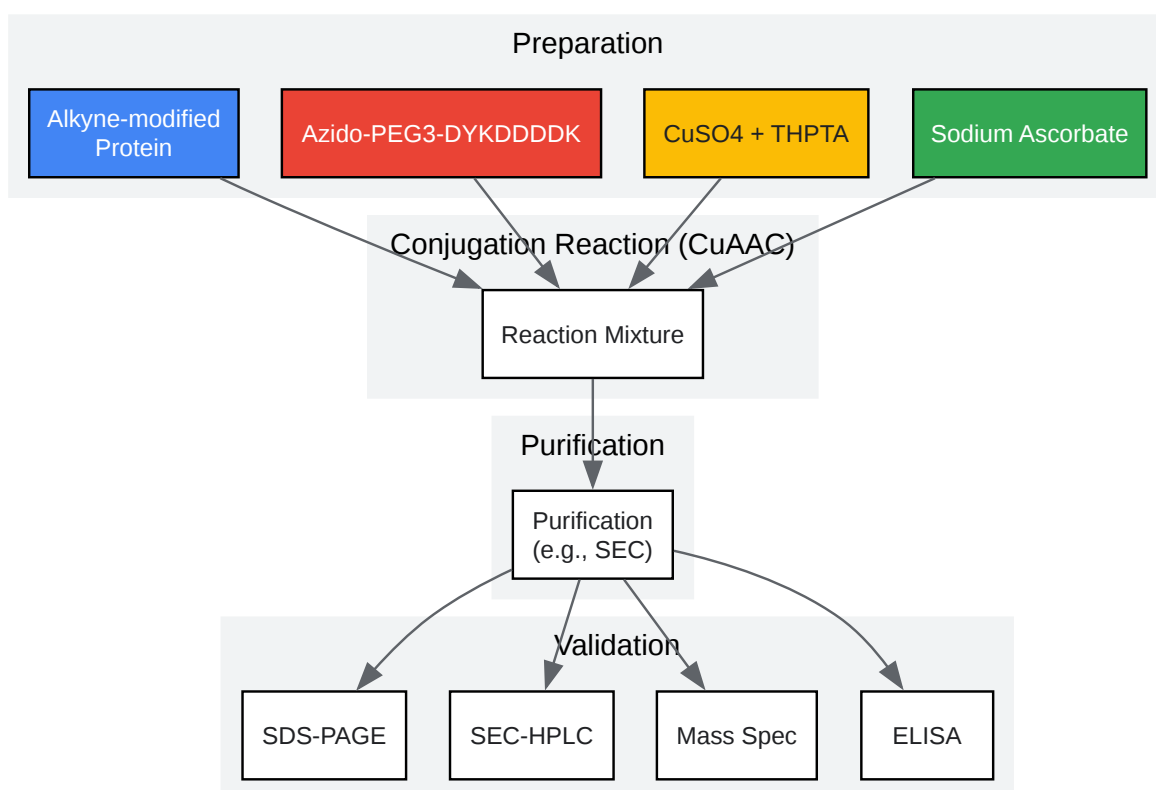 Preparation
Alkyne-modified
Protein
Azido-PEG3-DYKDDDDK
CuSO4 + THPTA
Sodium Ascorbate
Conjugation Reaction (CuAAC)
Reaction Mixture
Purification
Purification
(e.g., SEC)
Validation
SDS-PAGE
SEC-HPLC
Mass Spec
ELISA